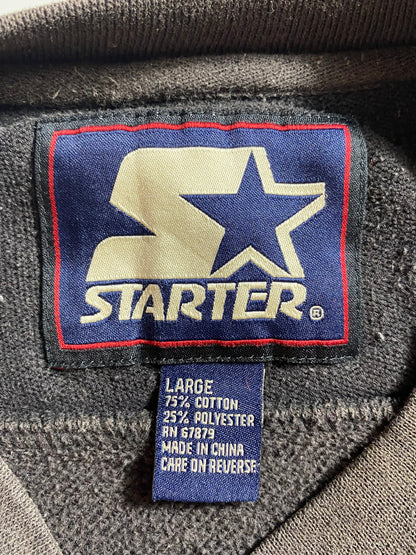 STARTER®
LARGE
75% COTTON
25% POLYESTER
RN 67879
MADE IN CHINA
CARE ON REVERSE